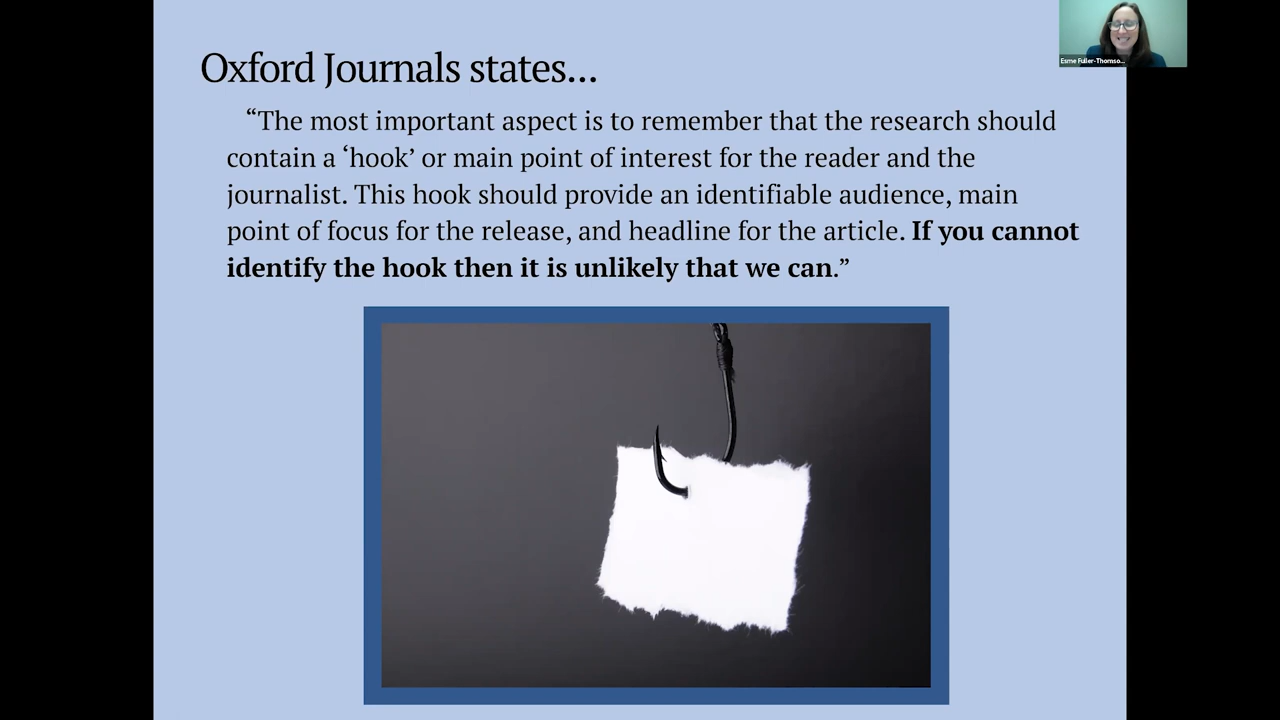 Oxford Journals states...
“The most important aspect is to remember that the research should
contain a ‘hook’ or main point of interest for the reader and the
journalist. This hook should provide an identifiable audience, main
point of focus for the release, and headline for the article. If you cannot
identify the hook then it is unlikely that we can.”
Esme Fuller-Thomso...